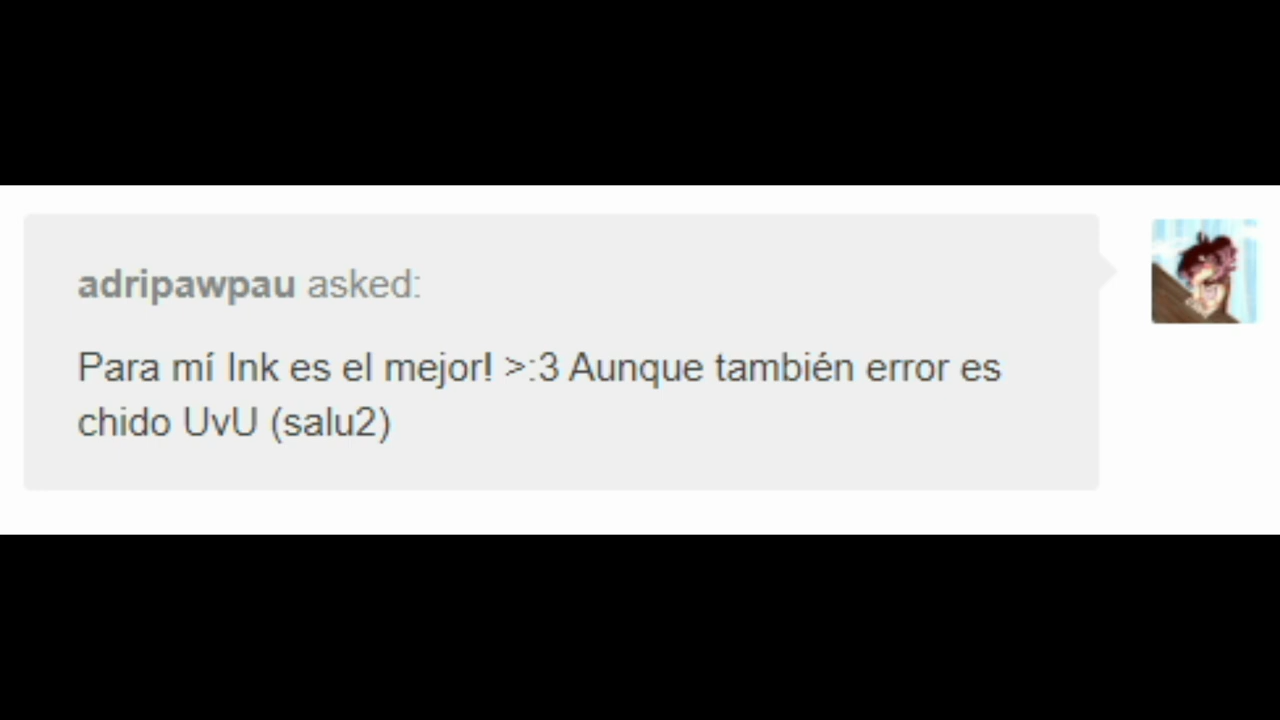 adripawpau asked:
Para mí Ink es el mejor! >:3 Aunque también error es
chido UvU (salu2)